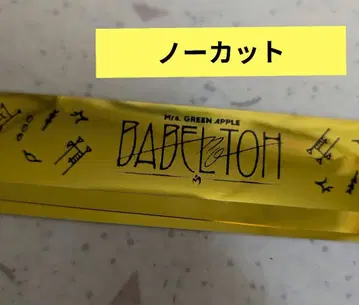 ノーカット
Mrs. GREEN APPLE
BABEL no TOH